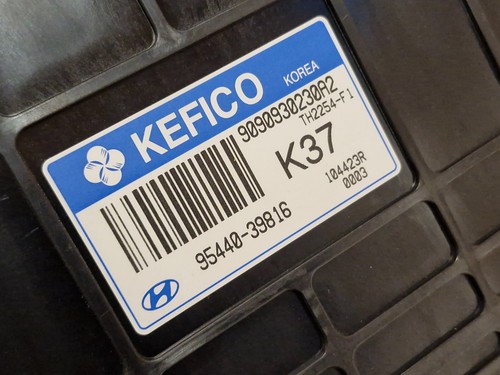 KEFICO KOREA
9090930230A2
TH2254-F1
K37
104423R
0003
95440-39816